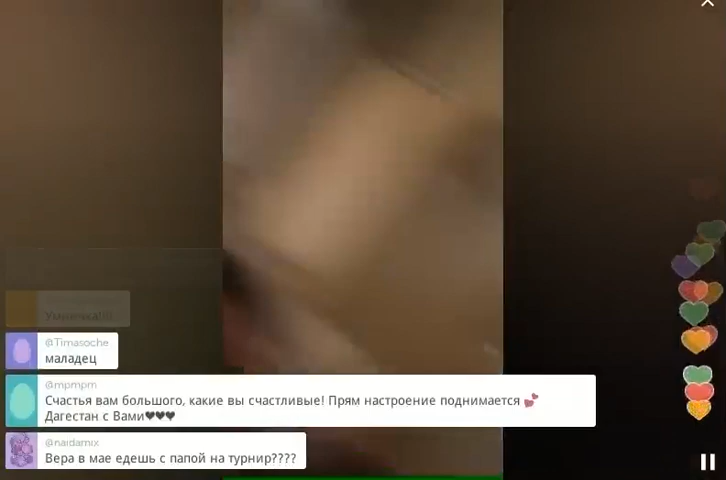 Умничка!!!
@Timasoche
маладец
@mpmpm
Счастья вам большого, какие вы счастливые! Прям настроение поднимается 💕
Дагестан с Вами❤❤❤
@naidamix
Вера в мае едешь с папой на турнир????